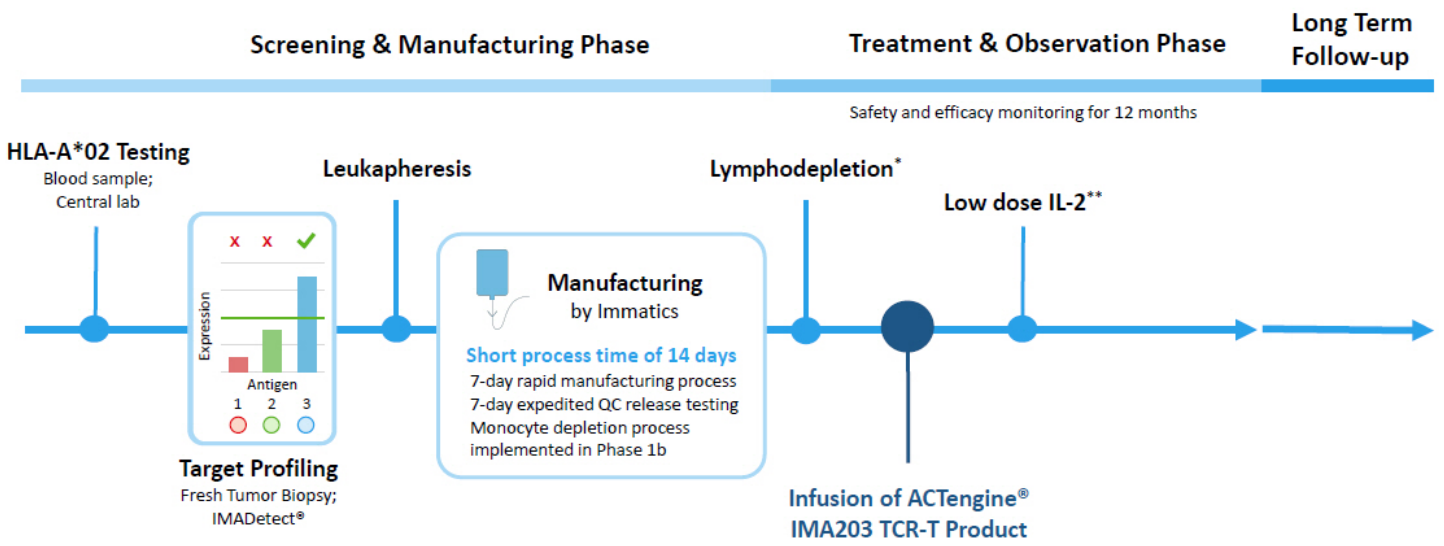 Screening & Manufacturing Phase
Treatment & Observation Phase
Long Term
Follow-up
Safety and efficacy monitoring for 12 months
HLA-A*02 Testing
Blood sample;
Central lab
Leukapheresis
Lymphodepletion*
Low dose IL-2**
x x ✓
Expression
Antigen
1 2 3
Target Profiling
Fresh Tumor Biopsy;
IMADetect®
Manufacturing
by Immatics
Short process time of 14 days
7-day rapid manufacturing process
7-day expedited QC release testing
Monocyte depletion process
implemented in Phase 1b
Infusion of ACTengine®
IMA203 TCR-T Product